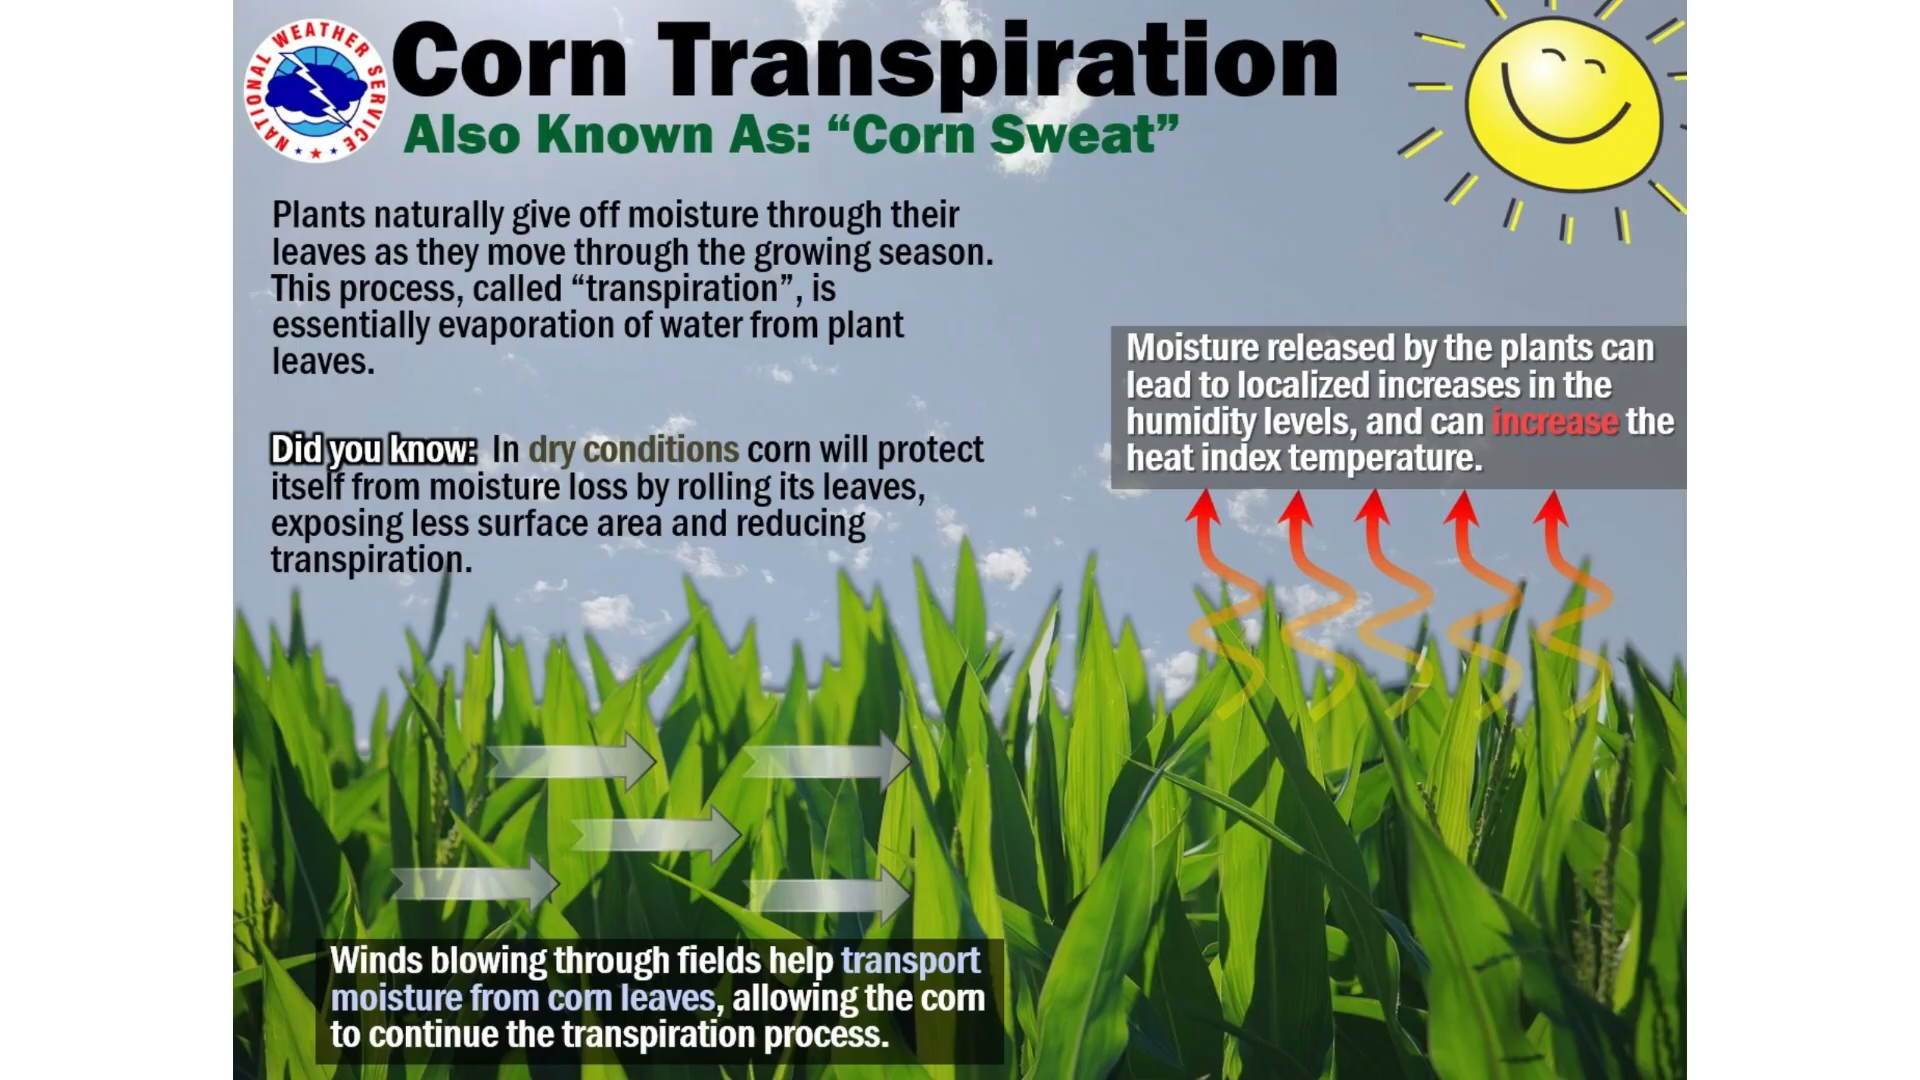 NATIONAL WEATHER SERVICE
Corn Transpiration
Also Known As: “Corn Sweat”
Plants naturally give off moisture through their
leaves as they move through the growing season.
This process, called “transpiration”, is
essentially evaporation of water from plant
leaves.
Did you know: In dry conditions corn will protect
itself from moisture loss by rolling its leaves,
exposing less surface area and reducing
transpiration.
Moisture released by the plants can
lead to localized increases in the
humidity levels, and can increase the
heat index temperature.
Winds blowing through fields help transport
moisture from corn leaves, allowing the corn
to continue the transpiration process.